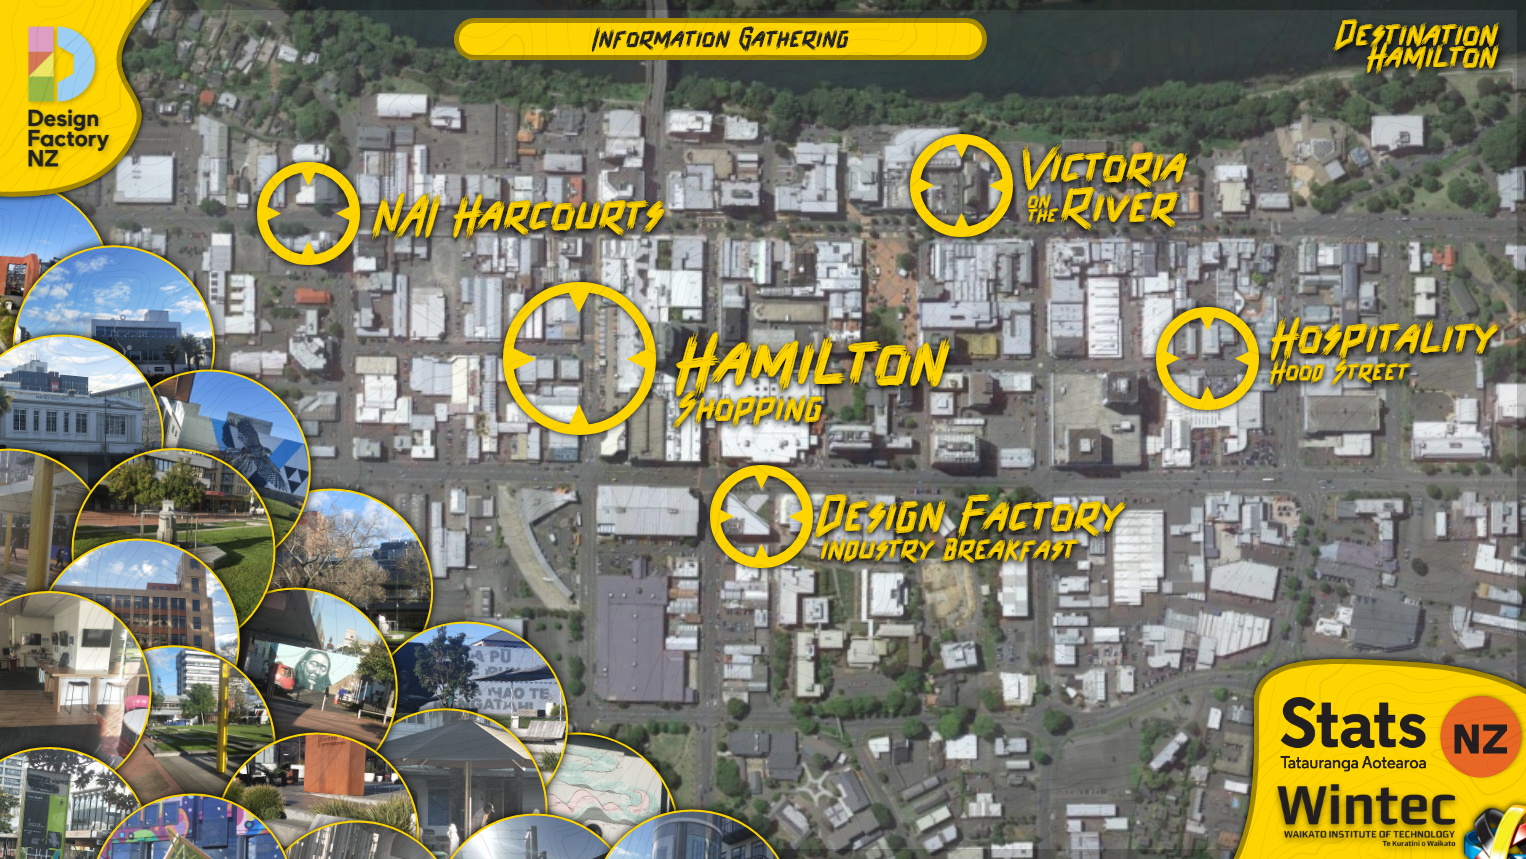 Design
Factory
NZ
Information Gathering
Destination
Hamilton
NAI Harcourts
Victoria
on the River
Hamilton
Shopping
Hospitality
Hood Street
Design Factory
Industry Breakfast
A PŪ
Stats NZ
Tatauranga Aotearoa
Wintec
WAIKATO INSTITUTE OF TECHNOLOGY
Te Kuratini o Waikato